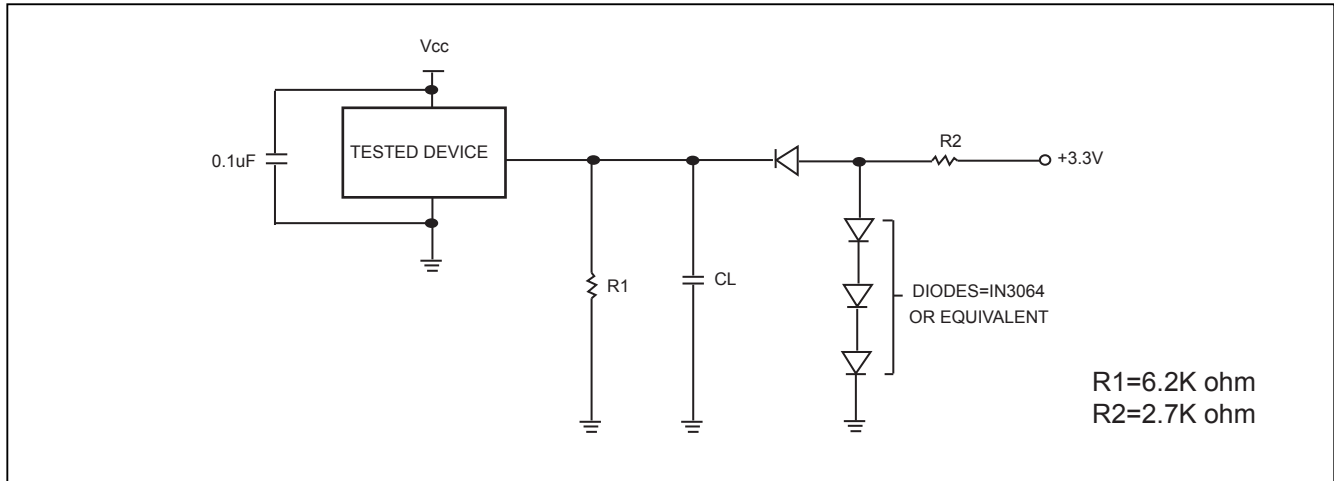 Vcc
0.1uF
TESTED DEVICE
R2
+3.3V
R1
CL
DIODES=IN3064
OR EQUIVALENT
R1=6.2K ohm
R2=2.7K ohm